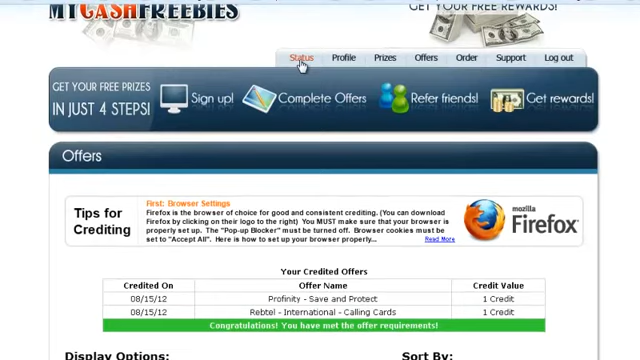 MYCASHFREEBIES
GET YOUR FREE REWARDS!
Status Profile Prizes Offers Order Support Log out
GET YOUR FREE PRIZES
IN JUST 4 STEPS!
Sign up! Complete Offers Refer friends! Get rewards!
Offers
Tips for
Crediting
First: Browser Settings
Firefox is the browser of choice for good and consistent crediting. (You can download
Firefox by clicking on their logo to the right) You MUST make sure that your browser is
properly set up. The "Pop-up Blocker" must be turned off. Browser cookies must be
set to "Accept All". Here is how to set up your browser properly... Read More
mozilla
Firefox
Your Credited Offers
Credited On Offer Name Credit Value
08/15/12 Profinity - Save and Protect 1 Credit
08/15/12 Rebtel - International - Calling Cards 1 Credit
Congratulations! You have met the offer requirements!
Display Options: Sort By: